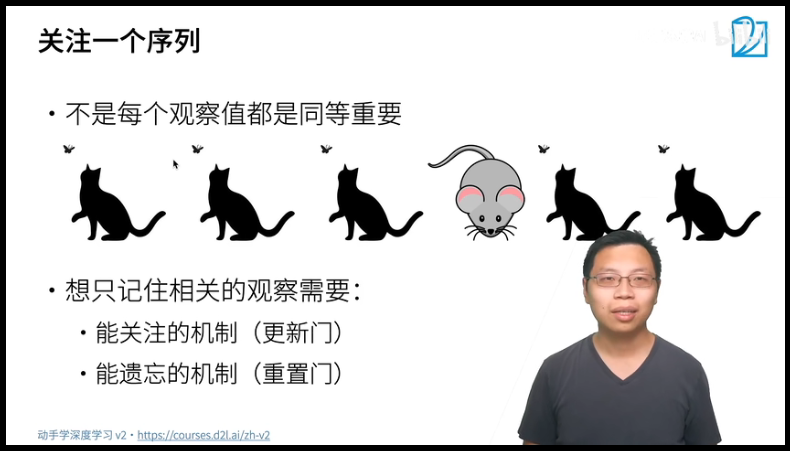 关注一个序列
• 不是每个观察值都是同等重要
• 想只记住相关的观察需要：
• 能关注的机制（更新门）
• 能遗忘的机制（重置门）
动手学深度学习 v2 • https://courses.d2l.ai/zh-v2